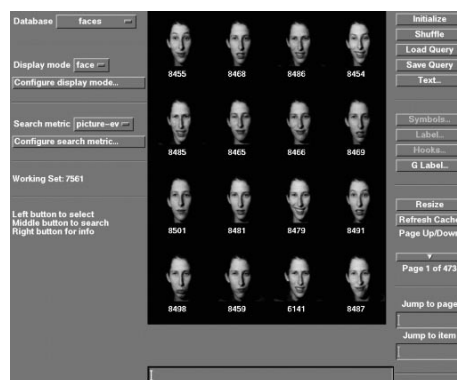 Database faces
Display mode face
Configure display mode...
Search metric picture-ev
Configure search metric...
Working Set: 7561
Left button to select
Middle button to search
Right button for info
8455 8468 8486 8454
8485 8465 8466 8469
8501 8481 8479 8491
8498 8459 6141 8487
Initialize
Shuffle
Load Query
Save Query
Text...
Symbols...
Label...
Hooks...
G Label...
Resize
Refresh Cache
Page Up/Down
Page 1 of 473
Jump to page
Jump to item